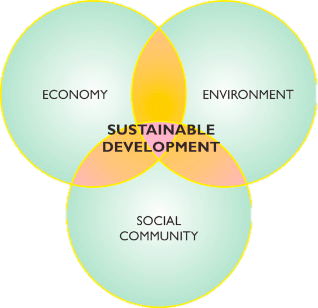 ECONOMY
ENVIRONMENT
SUSTAINABLE
DEVELOPMENT
SOCIAL
COMMUNITY